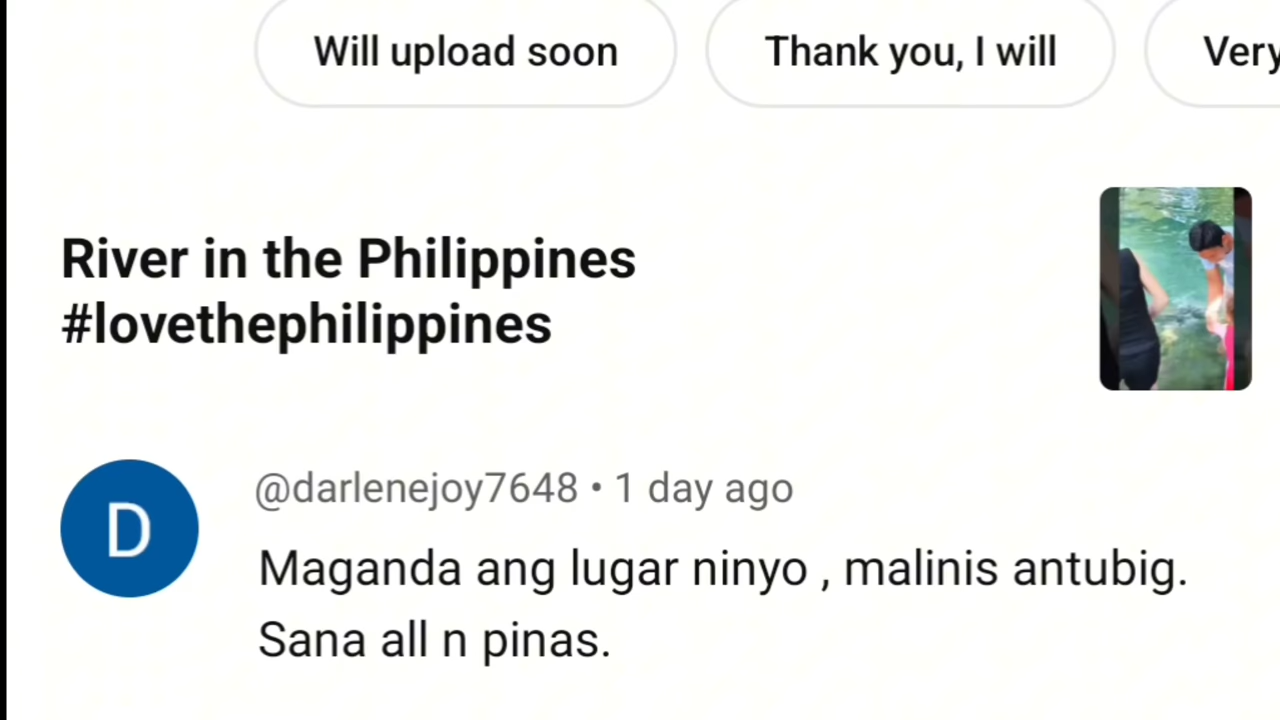 Will upload soon
Thank you, I will
Very
River in the Philippines
#lovethephilippines
D
@darlenejoy7648 • 1 day ago
Maganda ang lugar ninyo , malinis antubig.
Sana all n pinas.